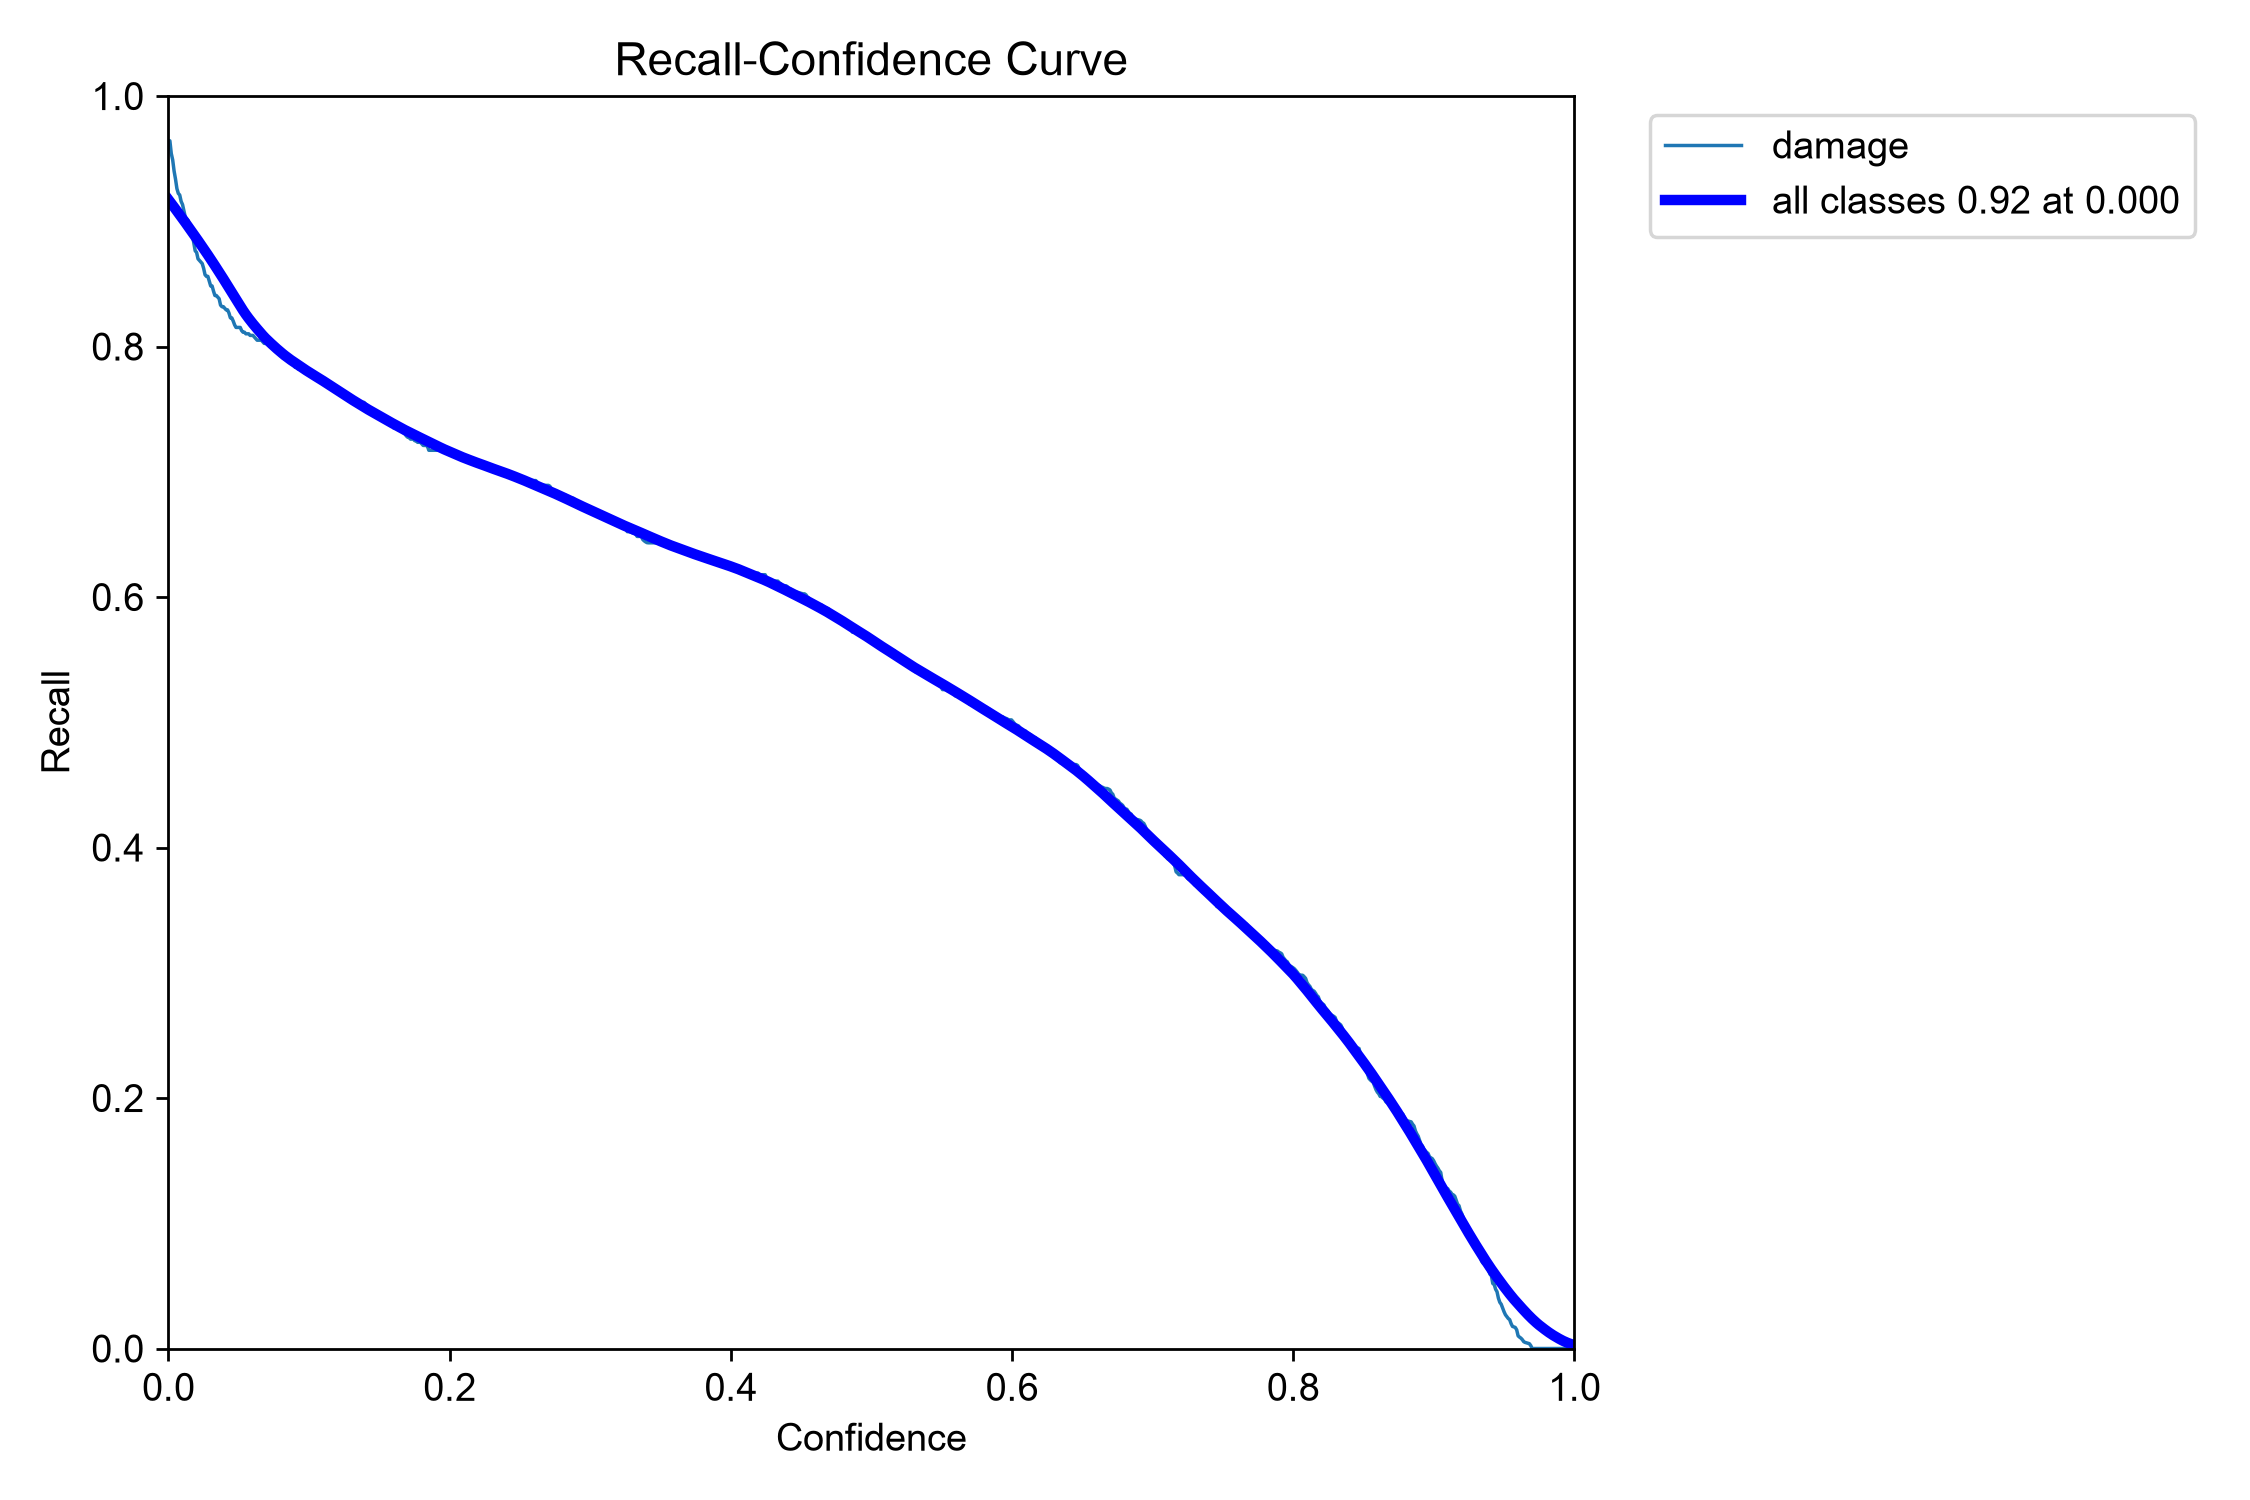 Recall-Confidence Curve
1.0
0.8
0.6
0.4
0.2
0.0
Recall
0.0 0.2 0.4 0.6 0.8 1.0
Confidence
damage
all classes 0.92 at 0.000